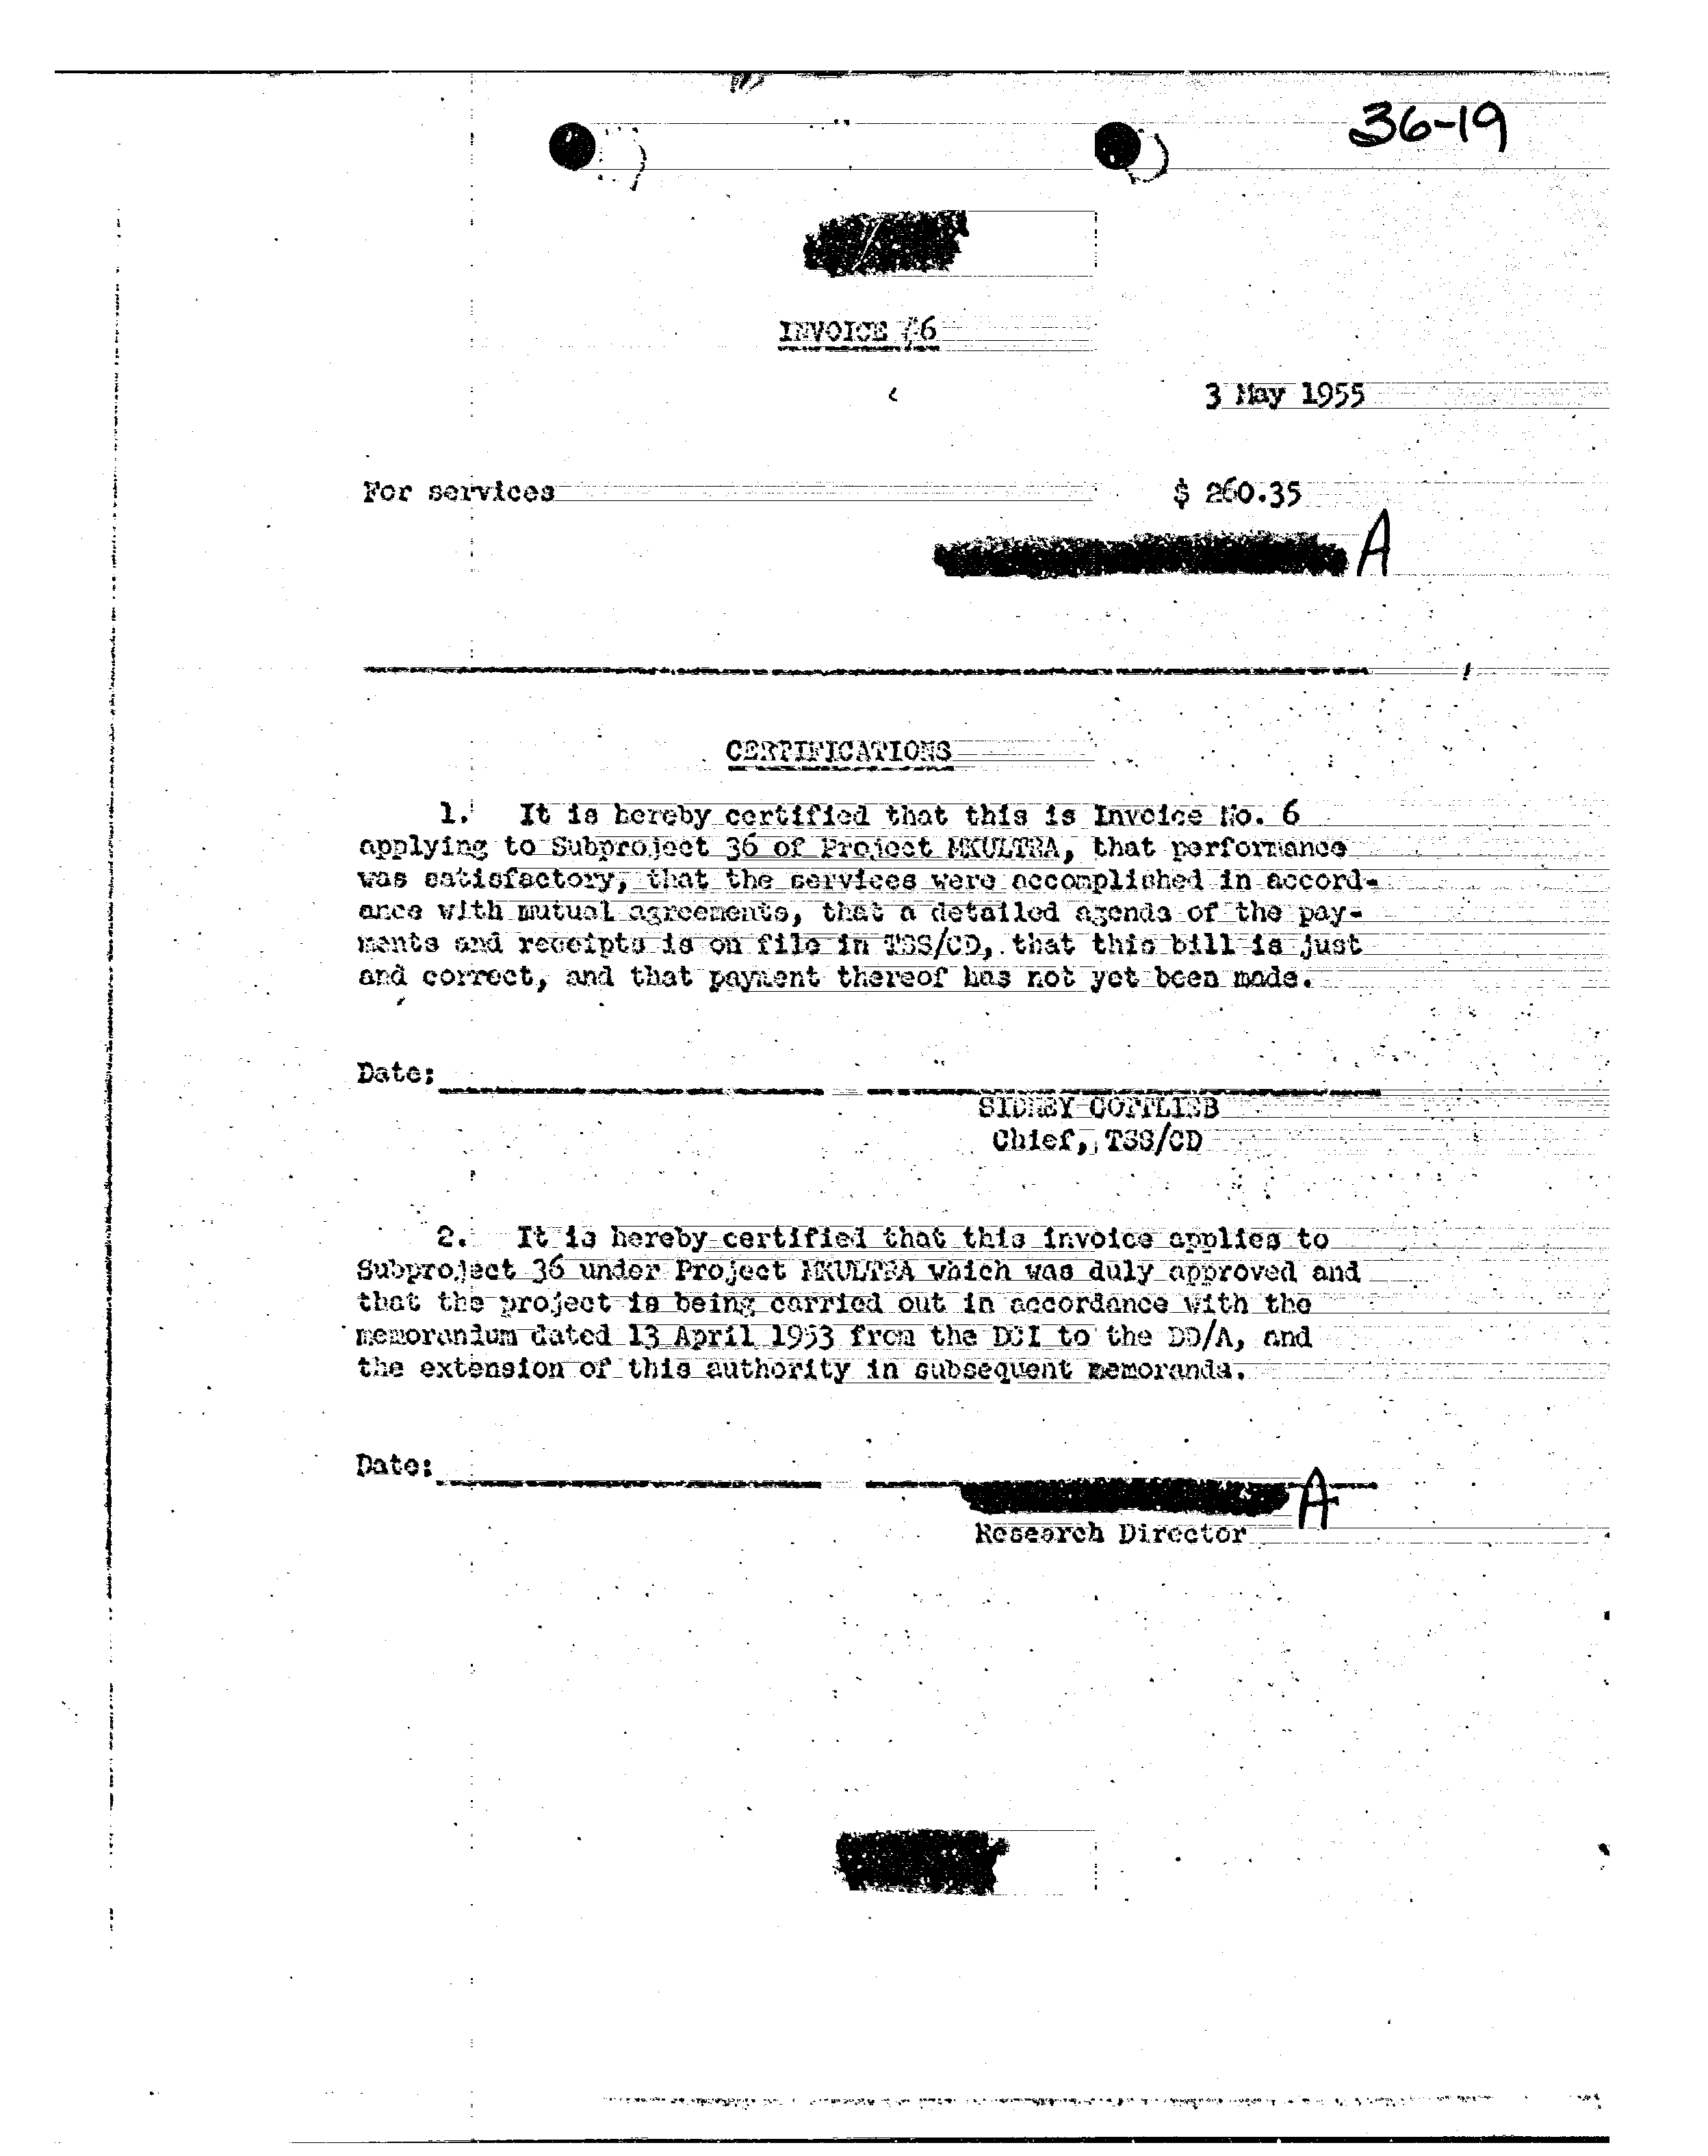 36-19
INVOICE #6
3 May 1955
For services $ 260.35
A
CERTIFICATIONS
1. It is hereby certified that this is Invoice No. 6
applying to Subproject 36 of Project MKULTRA, that performance
was satisfactory, that the services were accomplished in accord-
ance with mutual agreements, that a detailed agenda of the pay-
ments and receipts is on file in TSS/CD, that this bill is just
and correct, and that payment thereof has not yet been made.
Date:
SIDNEY GOTTLIEB
Chief, TSS/CD
2. It is hereby certified that this invoice applies to
Subproject 36 under Project MKULTRA which was duly approved and
that the project is being carried out in accordance with the
memorandum dated 13 April 1953 from the DCI to the DD/A, and
the extension of this authority in subsequent memoranda.
Date:
A
Research Director